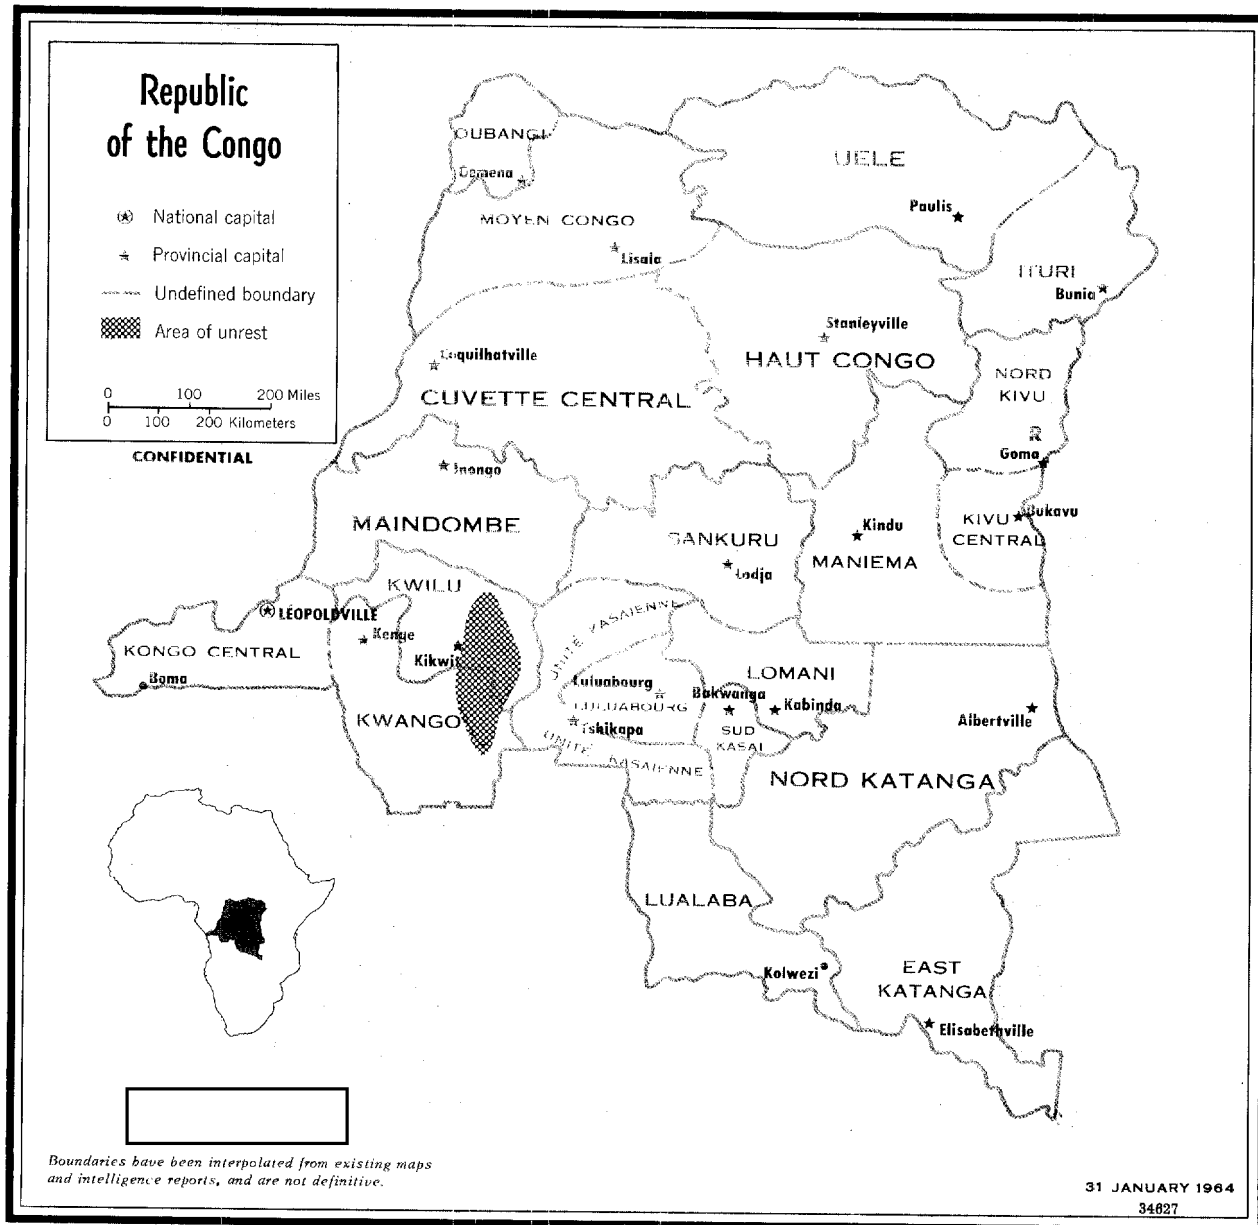 Republic
of the Congo
National capital
Provincial capital
Undefined boundary
Area of unrest
0 100 200 Miles
0 100 200 Kilometers
CONFIDENTIAL
OUBANGI
Gemena
MOYEN CONGO
Lisala
UELE
Paulis
ITURI
Bunia
Stanleyville
HAUT CONGO
Coquilhatville
CUVETTE CENTRAL
NORD
KIVU
R
Goma
Inongo
MAINDOMBE
SANKURU
Lodja
Kindu
MANIEMA
KIVU
CENTRAL
Bukavu
KWILU
LEOPOLDVILLE
Kenge
Kikwit
KONGO CENTRAL
Boma
KWANGO
UNITÉ KASAIENNE
Luluabourg
LULUABOURG
Tshikapa
UNITÉ KASAIENNE
LOMANI
Bakwanga
Kabinda
SUD
KASAI
Albertville
NORD KATANGA
LUALABA
Kolwezi
EAST
KATANGA
Elisabethville
Boundaries have been interpolated from existing maps
and intelligence reports, and are not definitive.
31 JANUARY 1964
34627